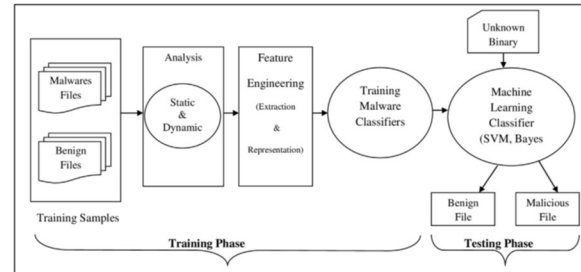 Malwares
Files
Benign
Files
Training Samples
Analysis
Static
&
Dynamic
Feature
Engineering
(Extraction
&
Representation)
Training
Malware
Classifiers
Unknown
Binary
Machine
Learning
Classifier
(SVM, Bayes
Benign
File
Malicious
File
Training Phase
Testing Phase